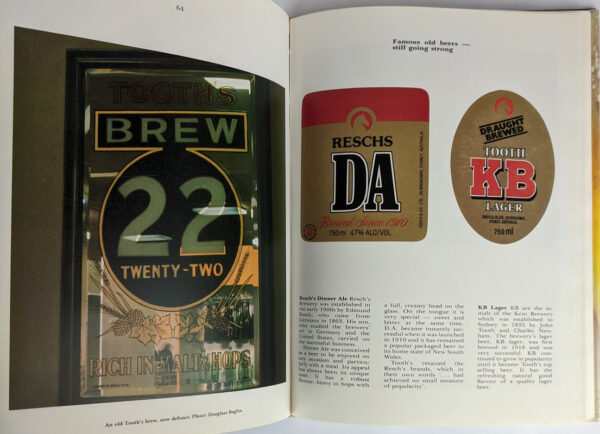 64
TOOTH'S
BREW
22
TWENTY-TWO
RICH IN MALT & HOPS
An old Tooth's brew, now defunct. Photo: Douglass Baglin
Famous old beers —
still going strong
RESCHS
DA
Brewed Since 1910
750ml 4.7% ALC/VOL
DRAUGHT
BREWED
TOOTH
KB
LAGER
750 ml
Resch's Dinner Ale Resch's
Brewery was established in
the early 1900s by Edmund
Resch, who came from
Germany in 1863. His son,
who studied the brewers'
art in Germany and the
United States, carried on
the successful business.
Dinner Ale was conceived
as a beer to be enjoyed on
any occasion and particu-
larly with a meal. Its appeal
has always been its unique
taste. It has a robust
flavour, heavy in hops with
a full, creamy head on the
glass. On the tongue it is
very special — sweet and
bitter at the same time.
D.A. became instantly suc-
cessful when it was launched
in 1910 and it has remained
a popular packaged beer in
its home state of New South
Wales.
Tooth's retained the
Resch's brands, which in
their own words '. . . had
achieved no small measure
of popularity'.
KB Lager KB are the in-
itials of the Kent Brewery
which was established in
Sydney in 1835 by John
Tooth and Charles New-
ham. The brewery's lager
beer, KB lager, was first
brewed in 1918 and was
very successful. KB con-
tinued to grow in popularity
until it became Tooth's top
selling beer. It has the
refreshing natural good
flavour of a quality lager
beer.